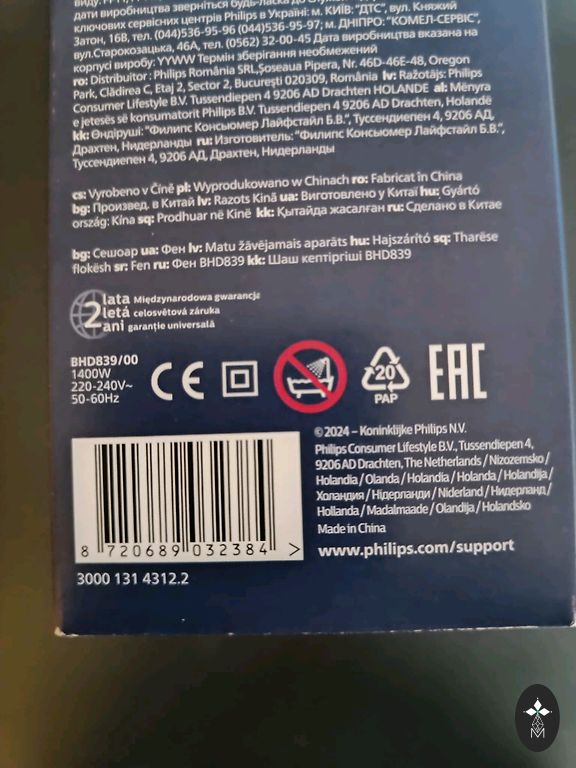 дати виробництва зверніться будь-ласка до
ключових сервісних центрів Philips в Україні: м. КИЇВ: "ДТС", вул. Княжий
Затон, 16В, тел. (044)536-95-96 (044)536-95-97; м. ДНІПРО: "КОМЕЛ-СЕРВІС",
вул.Старокозацька, 46А, тел. (0562) 32-00-45 Дата виробництва вказана на
корпусі виробу: YYWW Термін зберігання необмежений
ro: Distribuitor : Philips România SRL,Şoseaua Pipera, Nr. 46D-46E-48, Oregon
Park, Clădirea C, Etaj 2, Sector 2, Bucureşti 020309, România lv: Ražotājs: Philips
Consumer Lifestyle B.V. Tussendiepen 4 9206 AD Drachten HOLANDE al: Mënyra
e jetesës së konsumatorit Philips B.V. Tussendiepen 4 9206 AD Drachten, Holandë
kk: Өндіруші: "Филипс Консьюмер Лайфстайл Б.В.", Туссендиепен 4, 9206 АД,
Драхтен, Нидерланды ru: Изготовитель: "Филипс Консьюмер Лайфстайл Б.В.",
Туссендиепен 4, 9206 АД, Драхтен, Нидерланды
cs: Vyrobeno v Číně pl: Wyprodukowano w Chinach ro: Fabricat în China
bg: Произвед. в Китай lv: Razots Kinā ua: Виготовлено у Китаї hu: Gyártó
ország: Kína sq: Prodhuar në Kinë kk: Қытайда жасалған ru: Сделано в Китае
bg: Сешоар ua: Фен lv: Matu žāvējamais aparāts hu: Hajszárító sq: Tharëse
flokësh sr: Fen ru: Фен BHD839 kk: Шаш кептіргіші BHD839
2 lata Międzynarodowa gwarancja
letá celosvětová záruka
ani garanție universală
BHD839/00
1400W
220-240V~
50-60Hz
CE
20
PAP
EAC
©2024 – Koninklijke Philips N.V.
Philips Consumer Lifestyle B.V., Tussendiepen 4,
9206 AD Drachten, The Netherlands / Nizozemsko /
Holandia / Olanda / Holandia / Holanda / Holandija /
Холандия / Нідерланди / Niderland / Нидерланд /
Hollanda / Madalmaade / Olandija / Holandsko
Made in China
www.philips.com/support
8 720689 032384 >
3000 131 4312.2
M